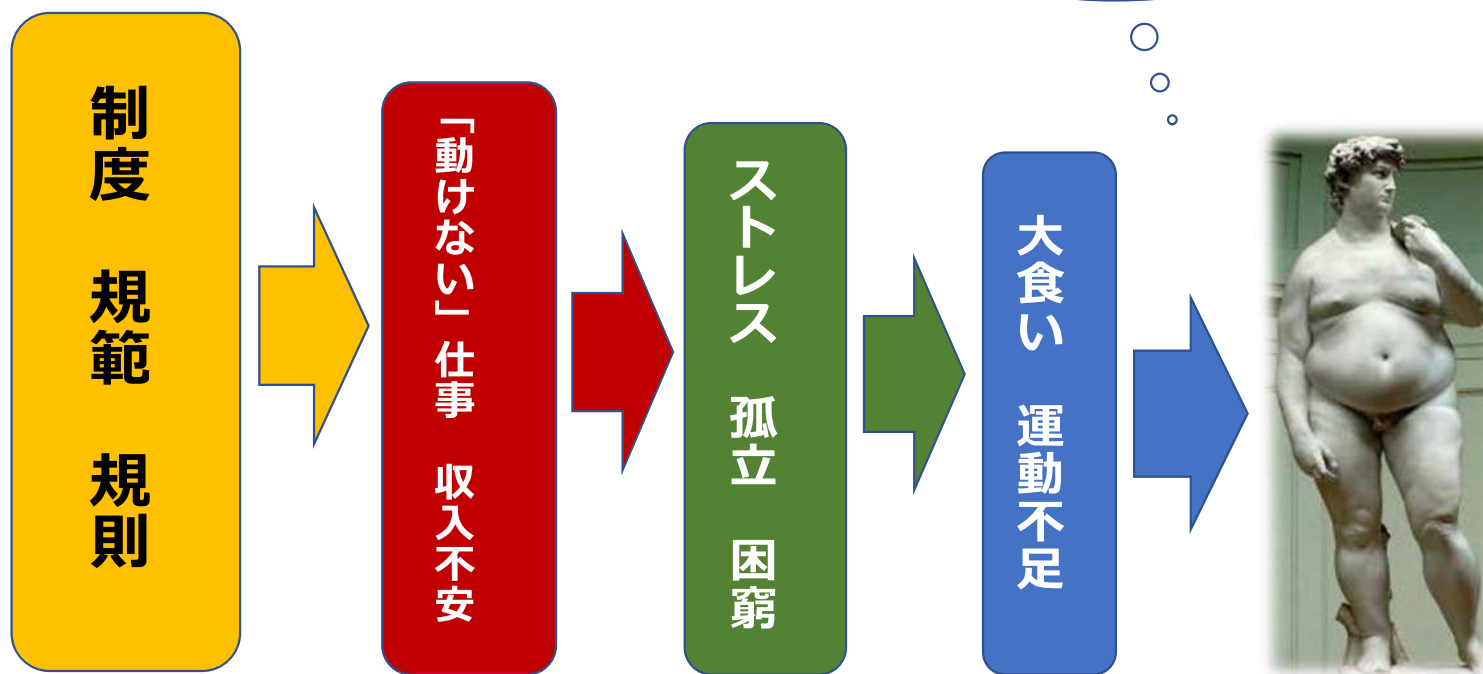 制度　規範　規則
「動けない」仕事　収入不安
ストレス　孤立　困窮
大食い　運動不足